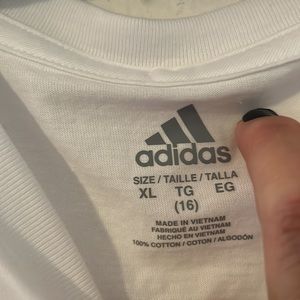 adidas
SIZE / TAILLE / TALLA
XL TG EG
(16)
MADE IN VIETNAM
FABRIQUÉ AU VIETNAM
HECHO EN VIETNAM
100% COTTON / COTON / ALGODÓN